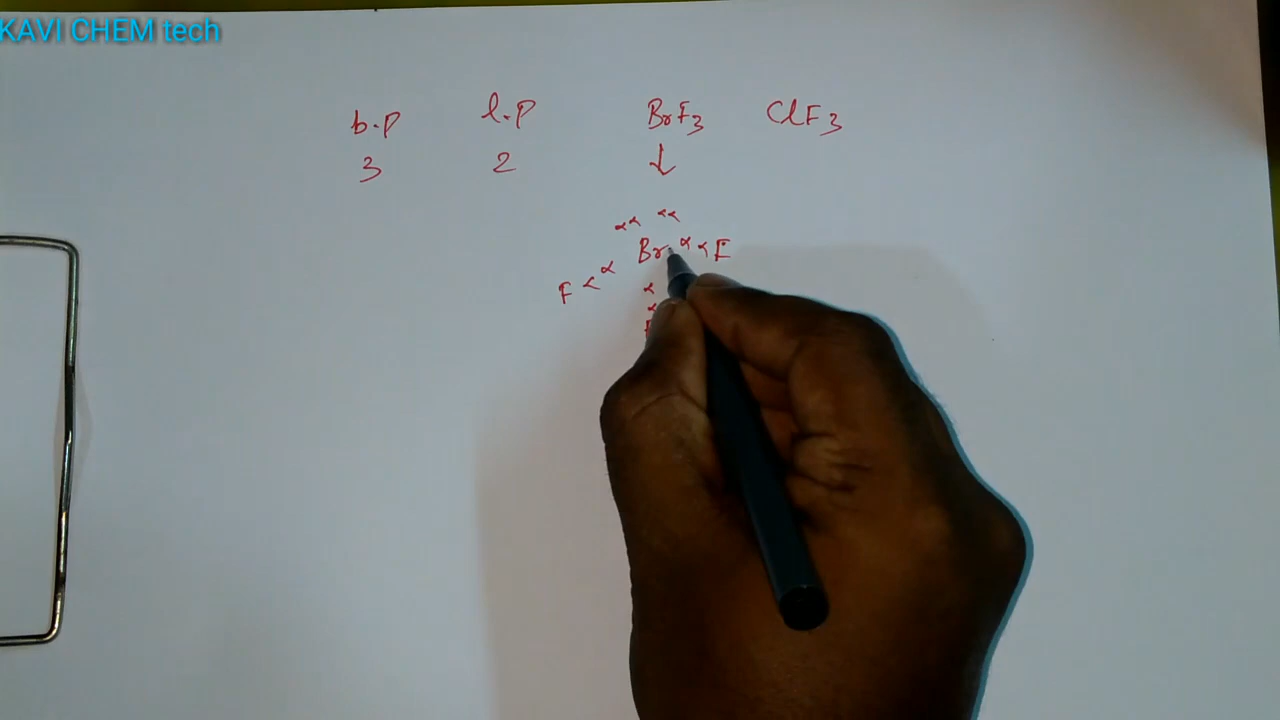 KAVI CHEM tech
b.p l.p BrF3 ClF3
3 2 ↓
Br F
F
F